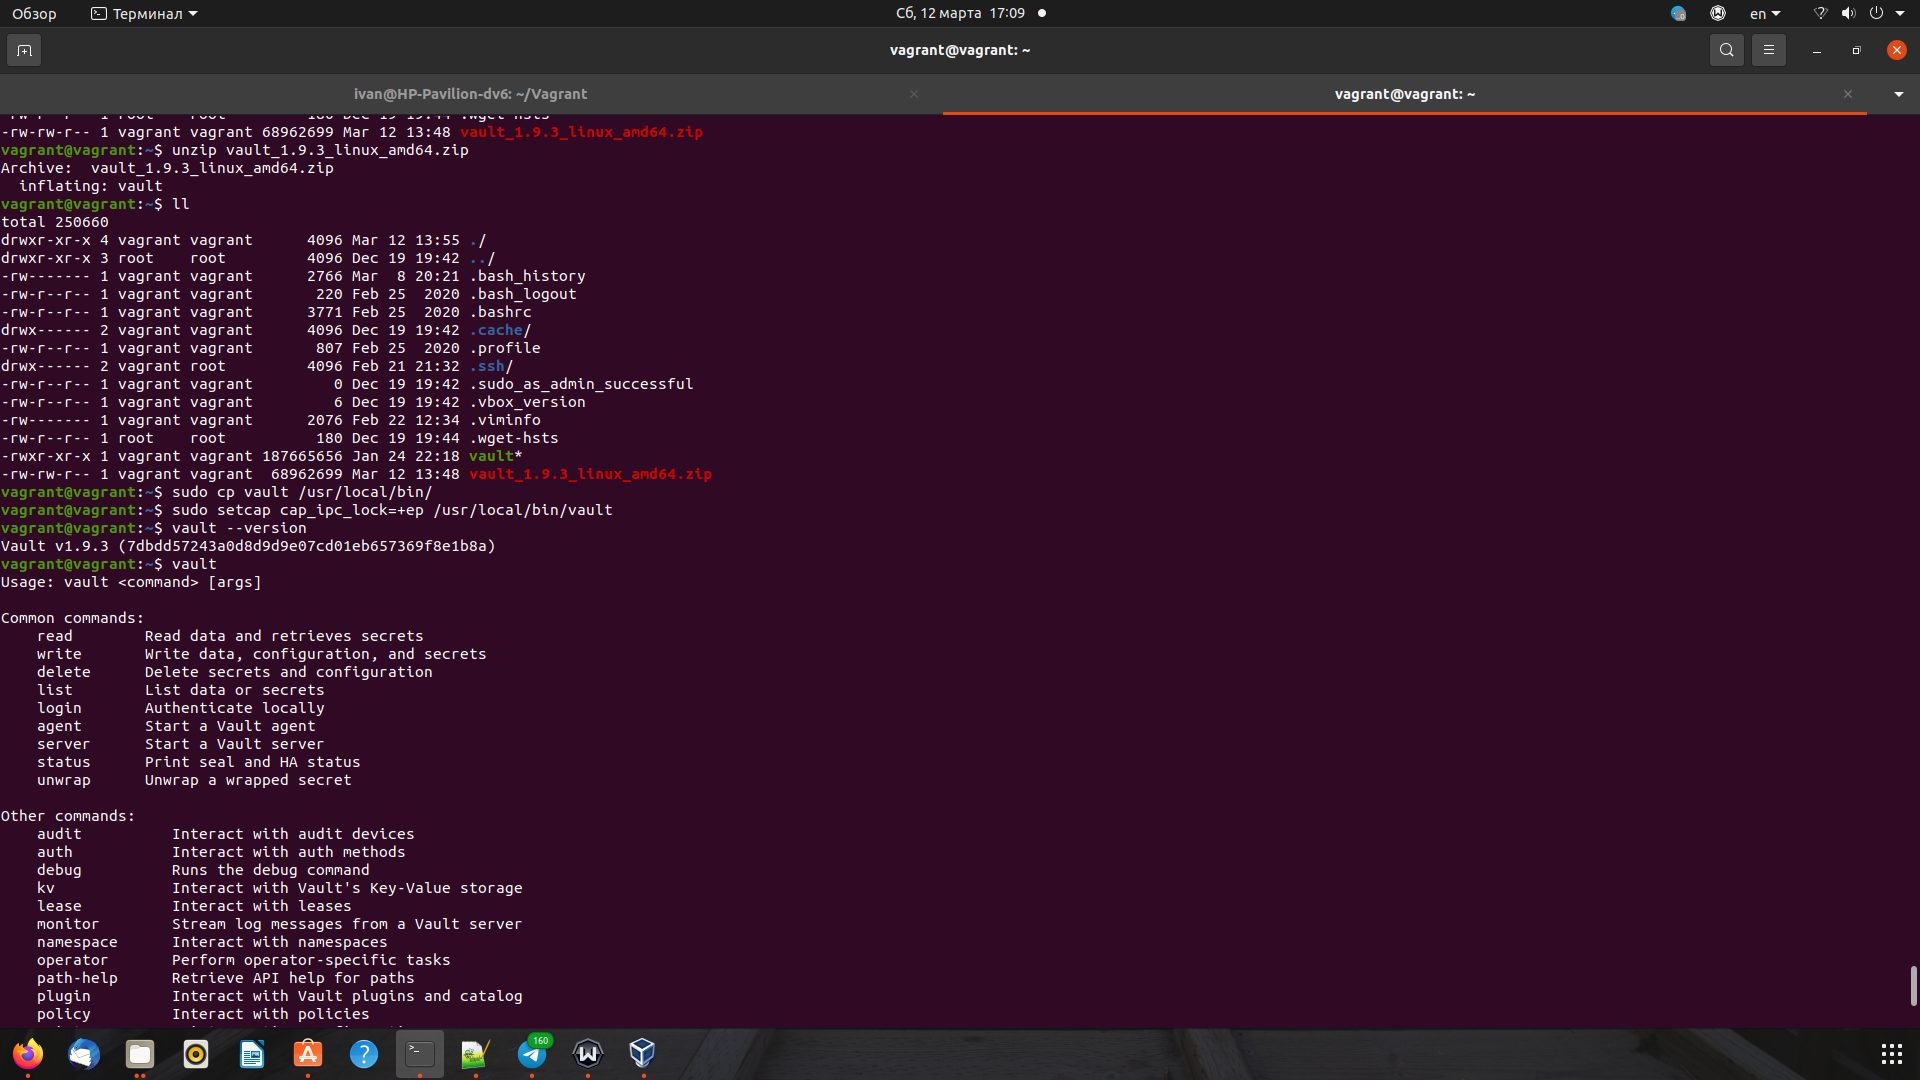 Обзор
Терминал
Сб, 12 марта 17:09
en
vagrant@vagrant: ~
ivan@HP-Pavilion-dv6: ~/Vagrant
vagrant@vagrant: ~
-rw-r--r-- 1 root    root          180 Dec 19 19:44 .wget-hsts
-rw-rw-r-- 1 vagrant vagrant 68962699 Mar 12 13:48 vault_1.9.3_linux_amd64.zip
vagrant@vagrant:~$ unzip vault_1.9.3_linux_amd64.zip
Archive:  vault_1.9.3_linux_amd64.zip
  inflating: vault
vagrant@vagrant:~$ ll
total 250660
drwxr-xr-x 4 vagrant vagrant      4096 Mar 12 13:55 ./
drwxr-xr-x 3 root    root         4096 Dec 19 19:42 ../
-rw------- 1 vagrant vagrant      2766 Mar  8 20:21 .bash_history
-rw-r--r-- 1 vagrant vagrant       220 Feb 25  2020 .bash_logout
-rw-r--r-- 1 vagrant vagrant      3771 Feb 25  2020 .bashrc
drwx------ 2 vagrant vagrant      4096 Dec 19 19:42 .cache/
-rw-r--r-- 1 vagrant vagrant       807 Feb 25  2020 .profile
drwx------ 2 vagrant root         4096 Feb 21 21:32 .ssh/
-rw-r--r-- 1 vagrant vagrant         0 Dec 19 19:42 .sudo_as_admin_successful
-rw-r--r-- 1 vagrant vagrant         6 Dec 19 19:42 .vbox_version
-rw------- 1 vagrant vagrant      2076 Feb 22 12:34 .viminfo
-rw-r--r-- 1 root    root          180 Dec 19 19:44 .wget-hsts
-rwxr-xr-x 1 vagrant vagrant 187665656 Jan 24 22:18 vault*
-rw-rw-r-- 1 vagrant vagrant  68962699 Mar 12 13:48 vault_1.9.3_linux_amd64.zip
vagrant@vagrant:~$ sudo cp vault /usr/local/bin/
vagrant@vagrant:~$ sudo setcap cap_ipc_lock=+ep /usr/local/bin/vault
vagrant@vagrant:~$ vault --version
Vault v1.9.3 (7dbdd57243a0d8d9d9e07cd01eb657369f8e1b8a)
vagrant@vagrant:~$ vault
Usage: vault <command> [args]
Common commands:
    read        Read data and retrieves secrets
    write       Write data, configuration, and secrets
    delete      Delete secrets and configuration
    list        List data or secrets
    login       Authenticate locally
    agent       Start a Vault agent
    server      Start a Vault server
    status      Print seal and HA status
    unwrap      Unwrap a wrapped secret
Other commands:
    audit          Interact with audit devices
    auth           Interact with auth methods
    debug          Runs the debug command
    kv             Interact with Vault's Key-Value storage
    lease          Interact with leases
    monitor        Stream log messages from a Vault server
    namespace      Interact with namespaces
    operator       Perform operator-specific tasks
    path-help      Retrieve API help for paths
    plugin         Interact with Vault plugins and catalog
    policy         Interact with policies
160